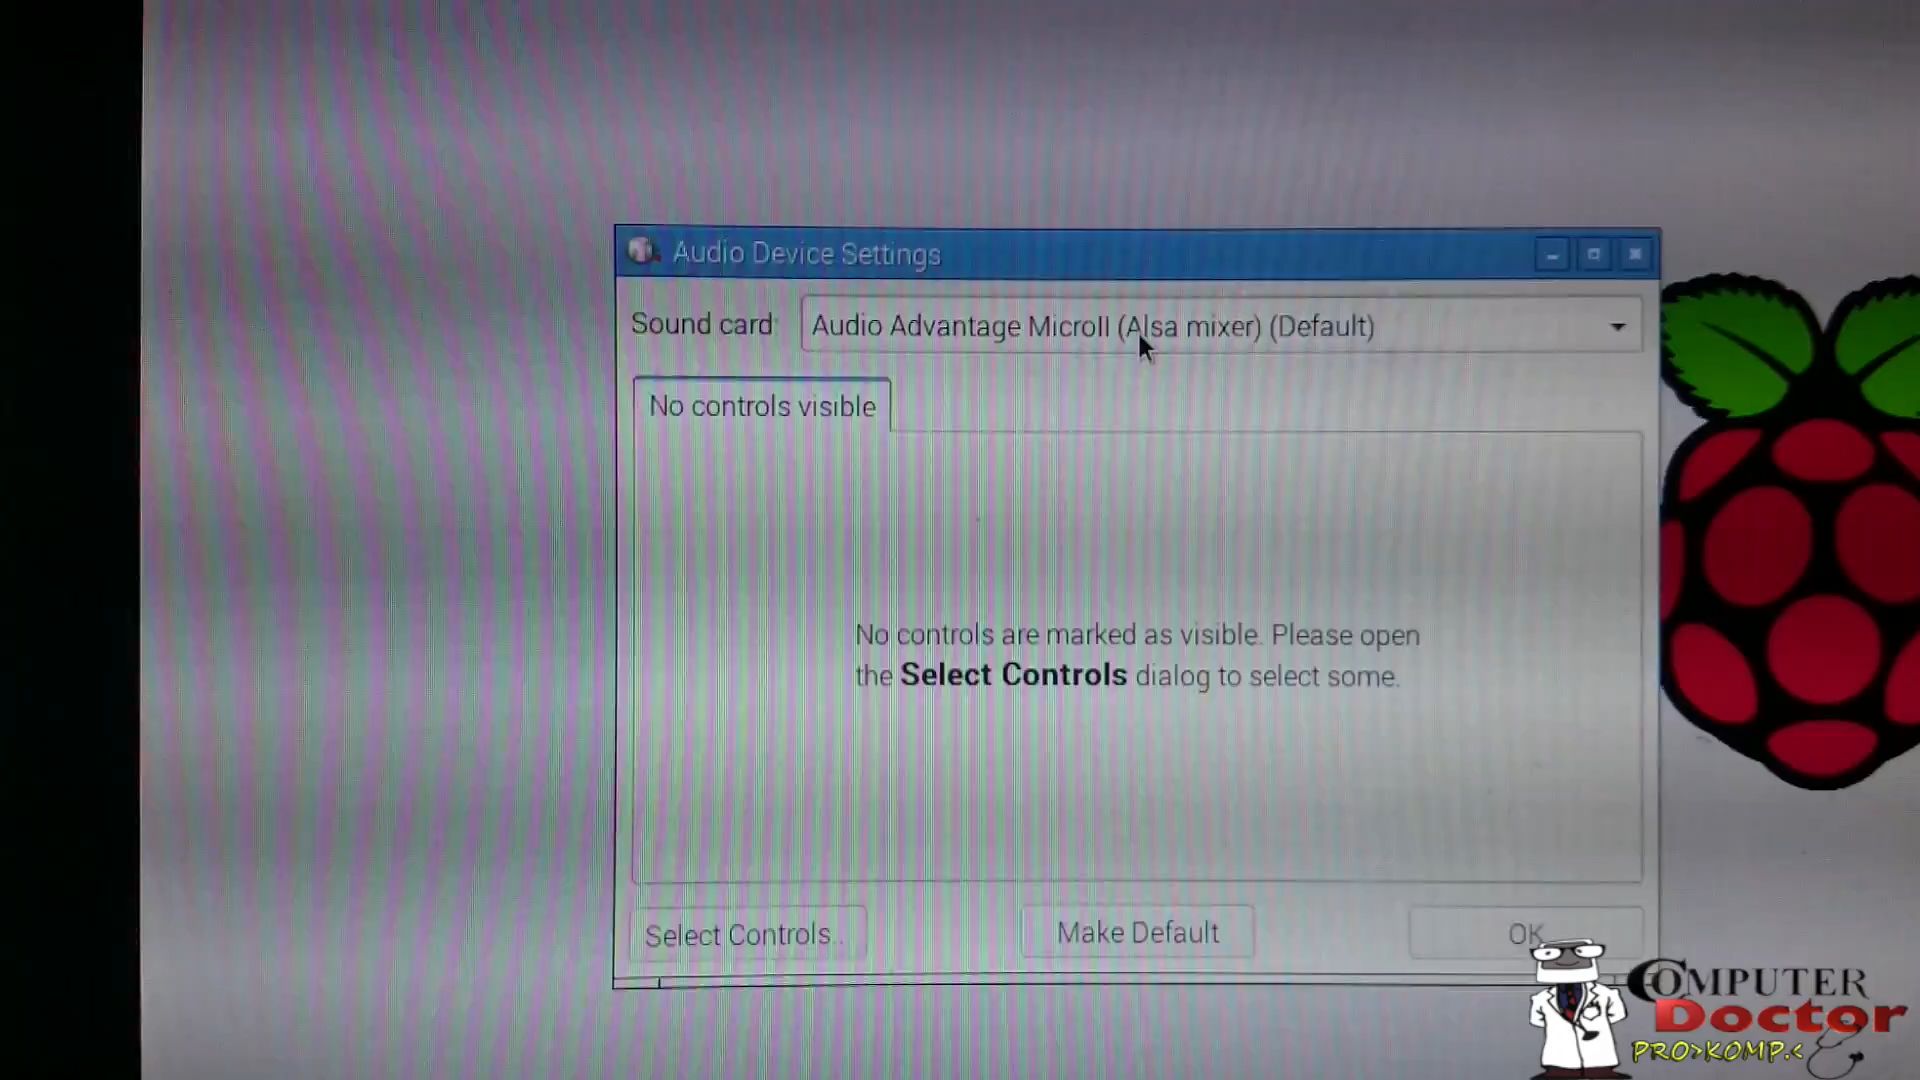 Audio Device Settings
Sound card: Audio Advantage MicroII (Alsa mixer) (Default)
No controls visible
No controls are marked as visible. Please open
the Select Controls dialog to select some.
Select Controls... Make Default OK
COMPUTER
Doctor
PRO>KOMP.<